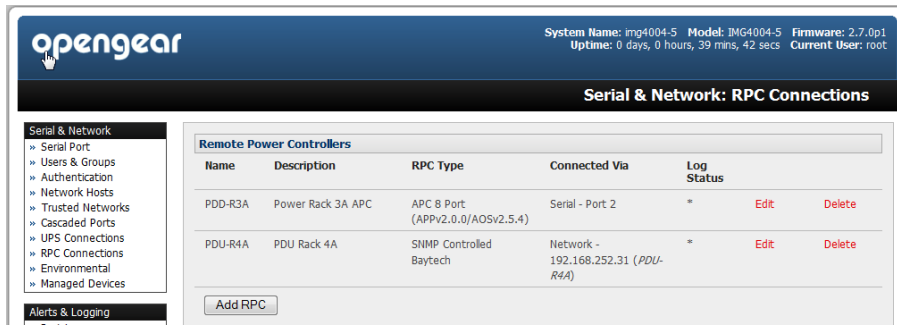 opengear
System Name: img4004-5 Model: IMG4004-5 Firmware: 2.7.0p1
Uptime: 0 days, 0 hours, 39 mins, 42 secs Current User: root
Serial & Network: RPC Connections
Serial & Network
» Serial Port
» Users & Groups
» Authentication
» Network Hosts
» Trusted Networks
» Cascaded Ports
» UPS Connections
» RPC Connections
» Environmental
» Managed Devices
Alerts & Logging
Remote Power Controllers
Name Description RPC Type Connected Via Log
Status
PDD-R3A Power Rack 3A APC APC 8 Port Serial - Port 2 * Edit Delete
(APPv2.0.0/AOSv2.5.4)
PDU-R4A PDU Rack 4A SNMP Controlled Network - * Edit Delete
Baytech 192.168.252.31 (PDU-
R4A)
Add RPC